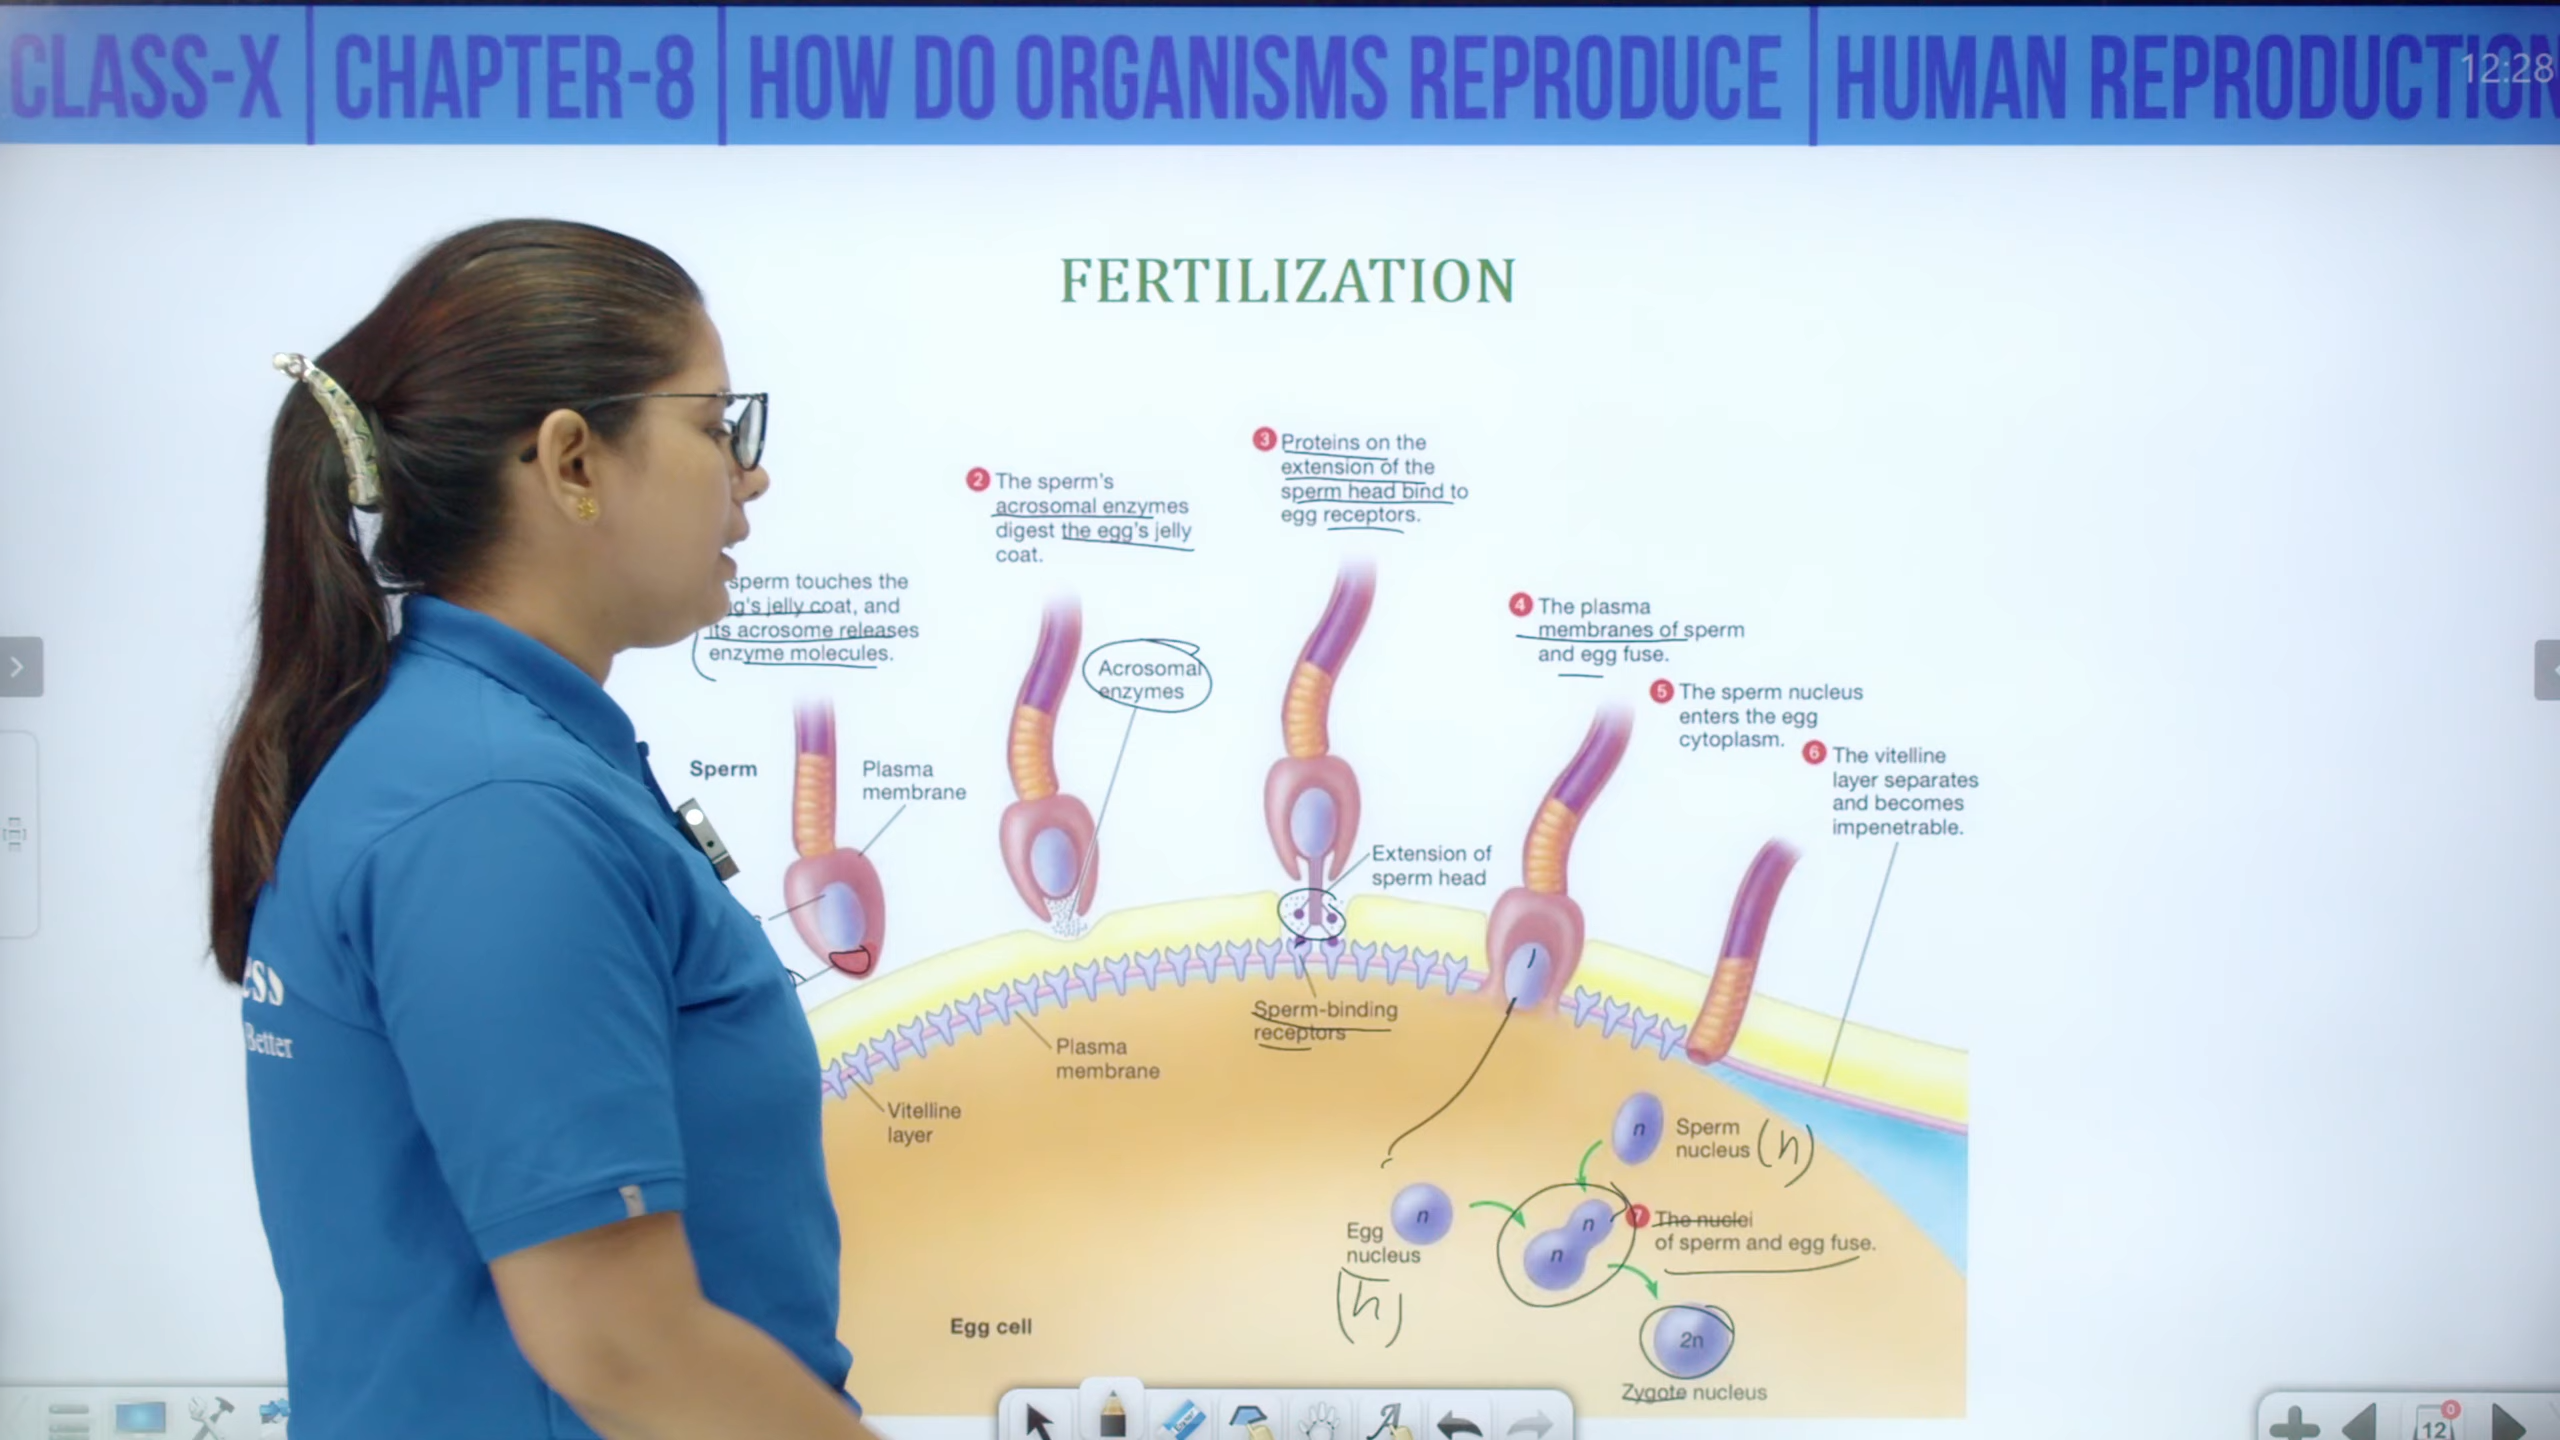 CLASS-X
CHAPTER-8
HOW DO ORGANISMS REPRODUCE
HUMAN REPRODUCTION
12:28
FERTILIZATION
sperm touches the
g's jelly coat, and
its acrosome releases
enzyme molecules.
2 The sperm's
acrosomal enzymes
digest the egg's jelly
coat.
3 Proteins on the
extension of the
sperm head bind to
egg receptors.
4 The plasma
membranes of sperm
and egg fuse.
5 The sperm nucleus
enters the egg
cytoplasm.
6 The vitelline
layer separates
and becomes
impenetrable.
Acrosomal
enzymes
Sperm
Plasma
membrane
Extension of
sperm head
s
Sperm-binding
receptors
Plasma
membrane
Vitelline
layer
n
Sperm
nucleus (n)
n
Egg
nucleus
(n)
n
n
7 The nuclei
of sperm and egg fuse.
2n
Zygote nucleus
Egg cell
ess
Better
0
12